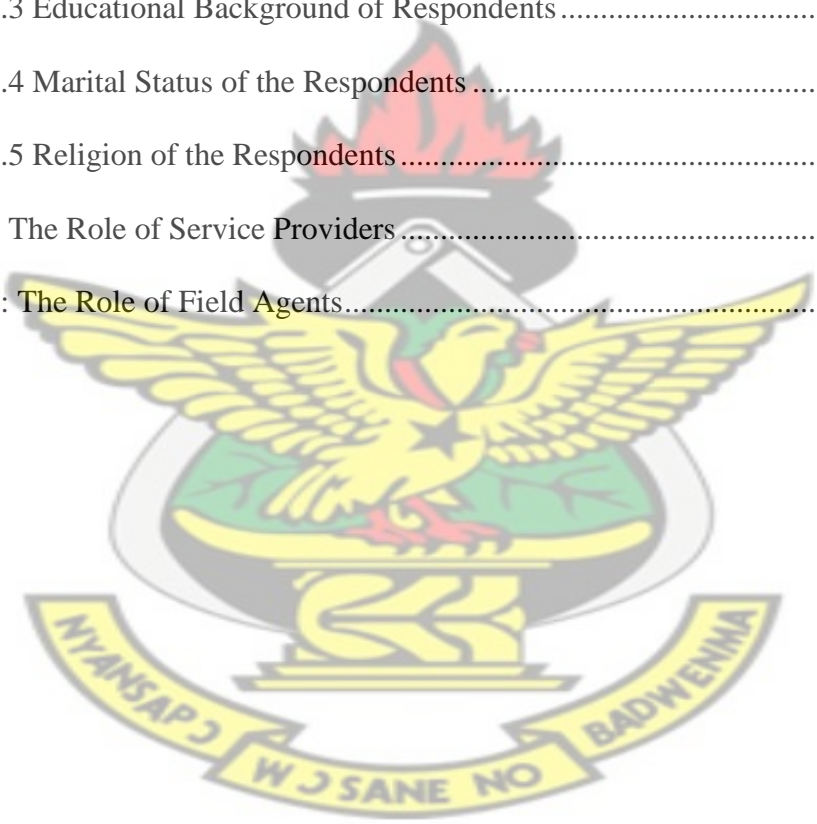 .3 Educational Background of Respondents....................................
.4 Marital Status of the Respondents...............................................
.5 Religion of the Respondents........................................................
The Role of Service Providers........................................................
: The Role of Field Agents...............................................................
NYANSAPƆ WƆSANE NO BADWENMA